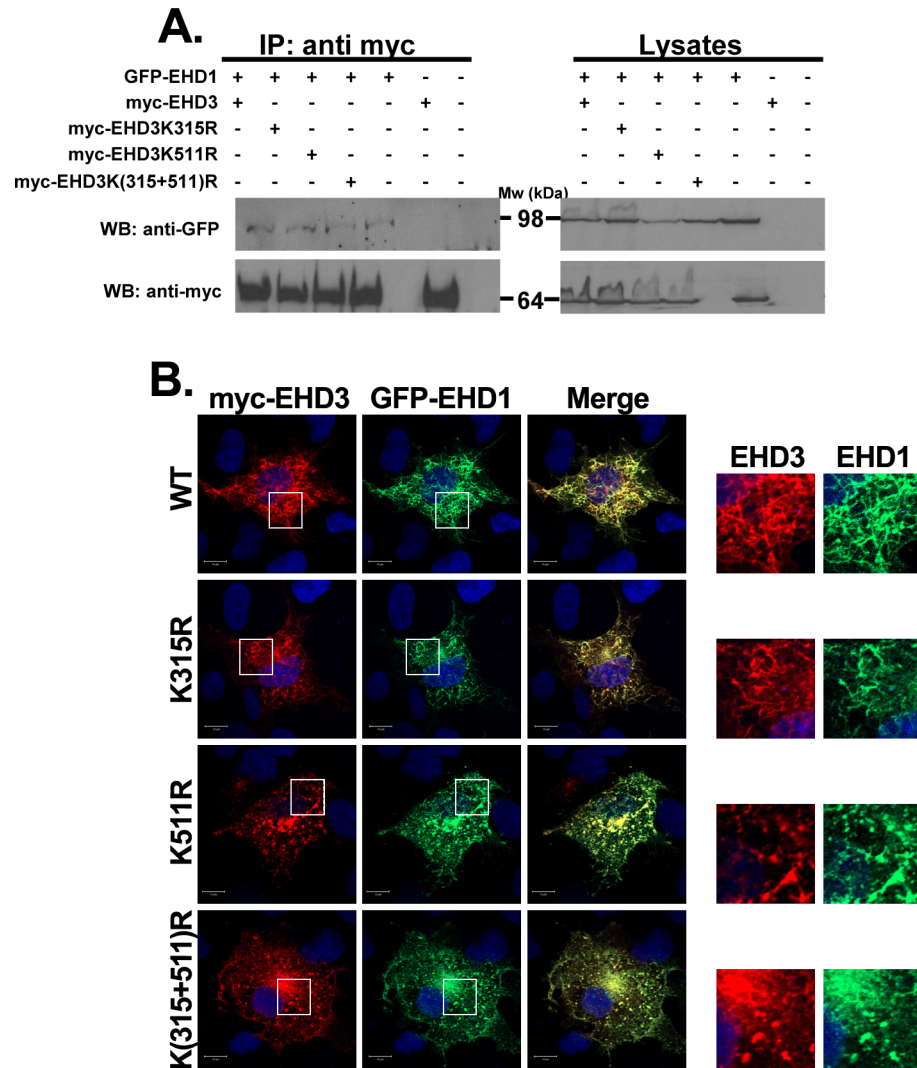 A.
IP: anti myc Lysates
GFP-EHD1 + + + + + - - + + + + + - -
myc-EHD3 + - - - - + - + - - - - + -
myc-EHD3K315R - + - - - - - - + - - - - -
myc-EHD3K511R - - + - - - - - - + - - - -
myc-EHD3K(315+511)R - - - + - - - - - - + - - -
Mw (kDa)
WB: anti-GFP 98
WB: anti-myc 64
B.
myc-EHD3 GFP-EHD1 Merge
EHD3 EHD1
WT
K315R
K511R
K(315+511)R